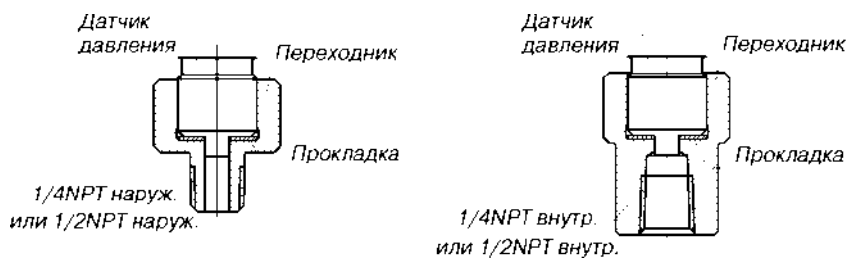 Датчик
давления
Переходник
Прокладка
1/4NPT наруж.
или 1/2NPT наруж.
Датчик
давления
Переходник
Прокладка
1/4NPT внутр.
или 1/2NPT внутр.